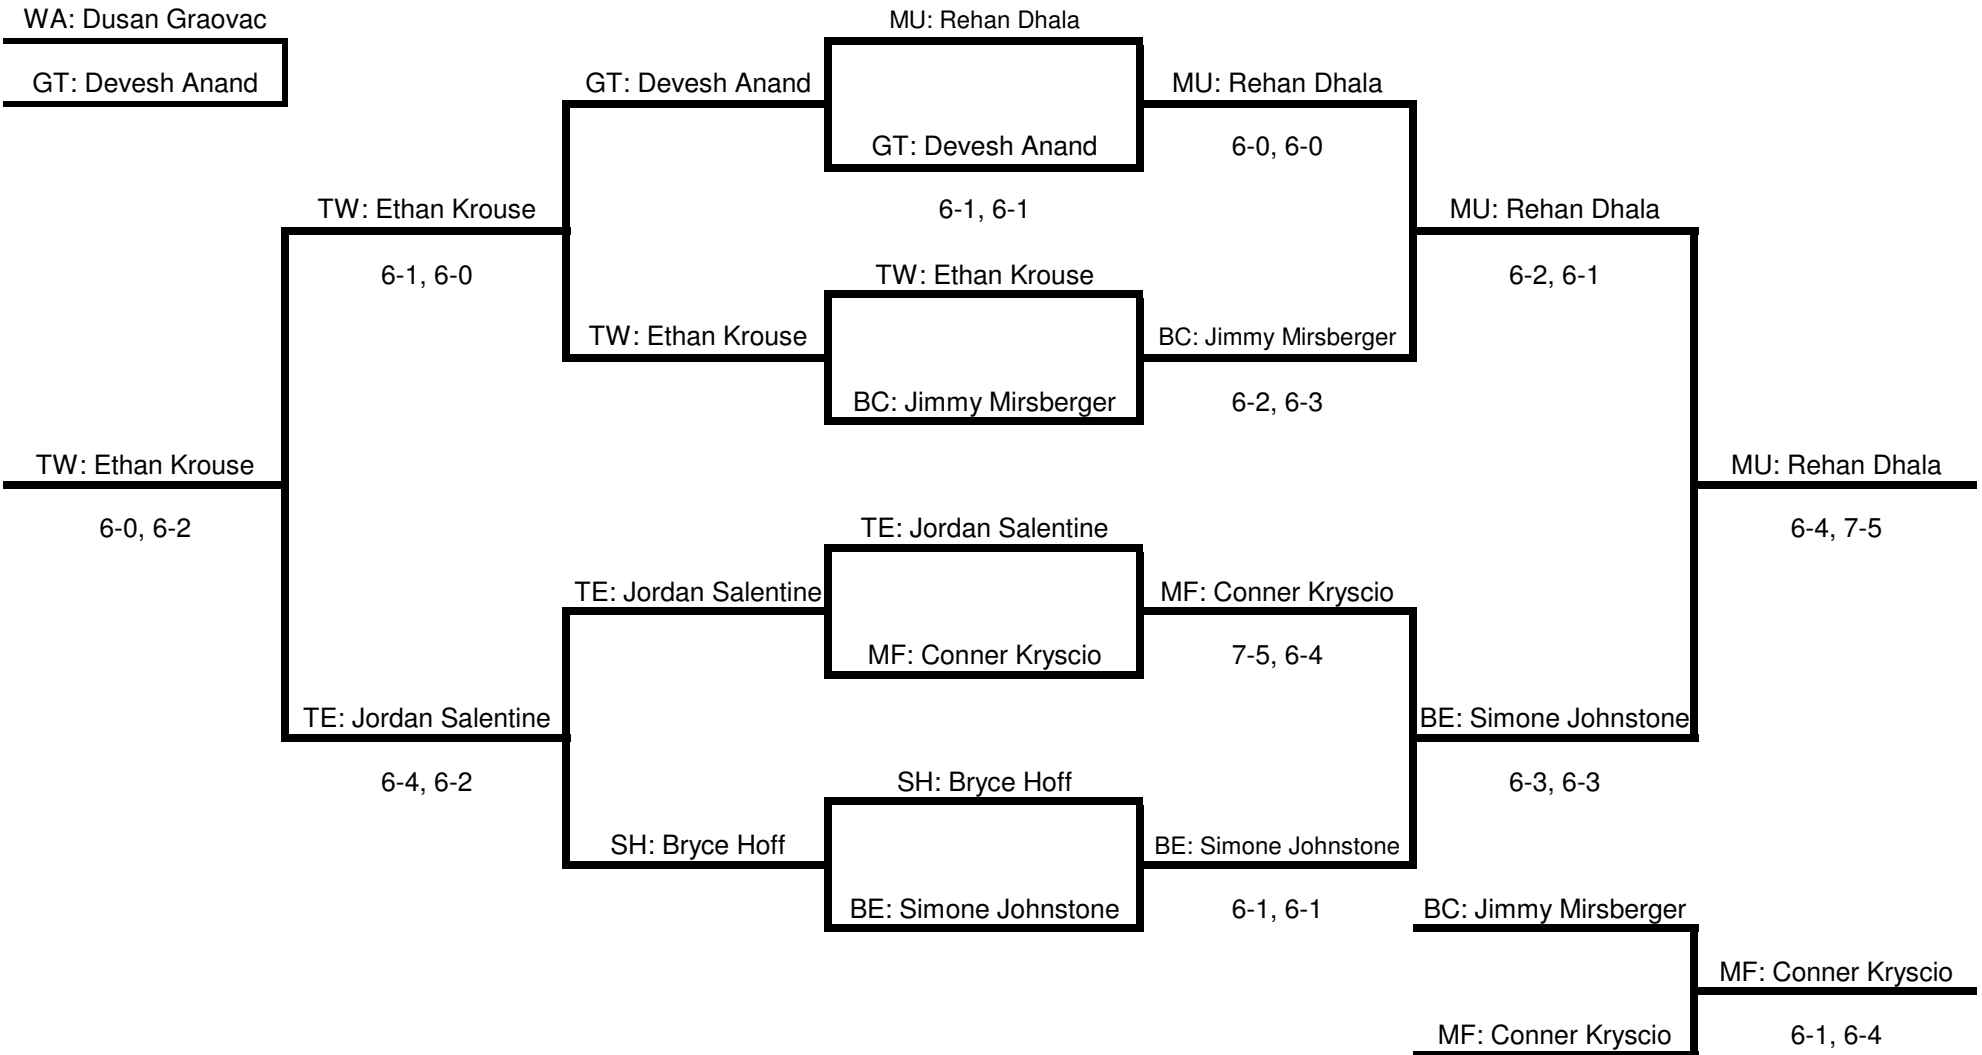 WA: Dusan Graovac
MU: Rehan Dhala
GT: Devesh Anand
GT: Devesh Anand
MU: Rehan Dhala
GT: Devesh Anand
6-0, 6-0
TW: Ethan Krouse
6-1, 6-1
MU: Rehan Dhala
6-1, 6-0
TW: Ethan Krouse
6-2, 6-1
TW: Ethan Krouse
BC: Jimmy Mirsberger
BC: Jimmy Mirsberger
6-2, 6-3
TW: Ethan Krouse
MU: Rehan Dhala
6-0, 6-2
TE: Jordan Salentine
6-4, 7-5
TE: Jordan Salentine
MF: Conner Kryscio
MF: Conner Kryscio
7-5, 6-4
TE: Jordan Salentine
BE: Simone Johnstone
6-4, 6-2
SH: Bryce Hoff
6-3, 6-3
SH: Bryce Hoff
BE: Simone Johnstone
BE: Simone Johnstone
6-1, 6-1
BC: Jimmy Mirsberger
MF: Conner Kryscio
MF: Conner Kryscio
6-1, 6-4